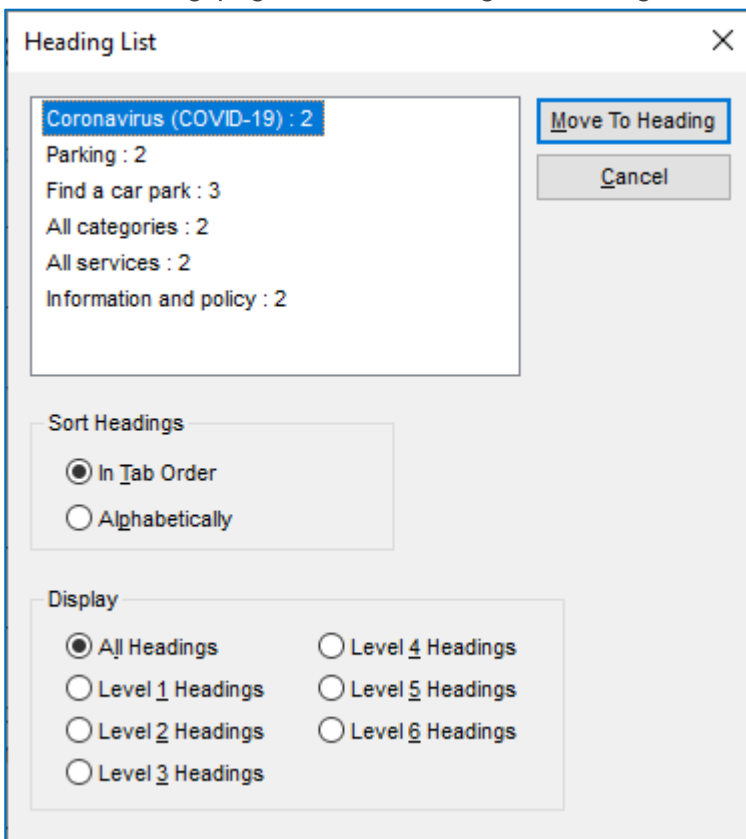 Heading List
Coronavirus (COVID-19) : 2
Parking : 2
Find a car park : 3
All categories : 2
All services : 2
Information and policy : 2
Move To Heading
Cancel
Sort Headings
In Tab Order
Alphabetically
Display
All Headings
Level 1 Headings
Level 2 Headings
Level 3 Headings
Level 4 Headings
Level 5 Headings
Level 6 Headings